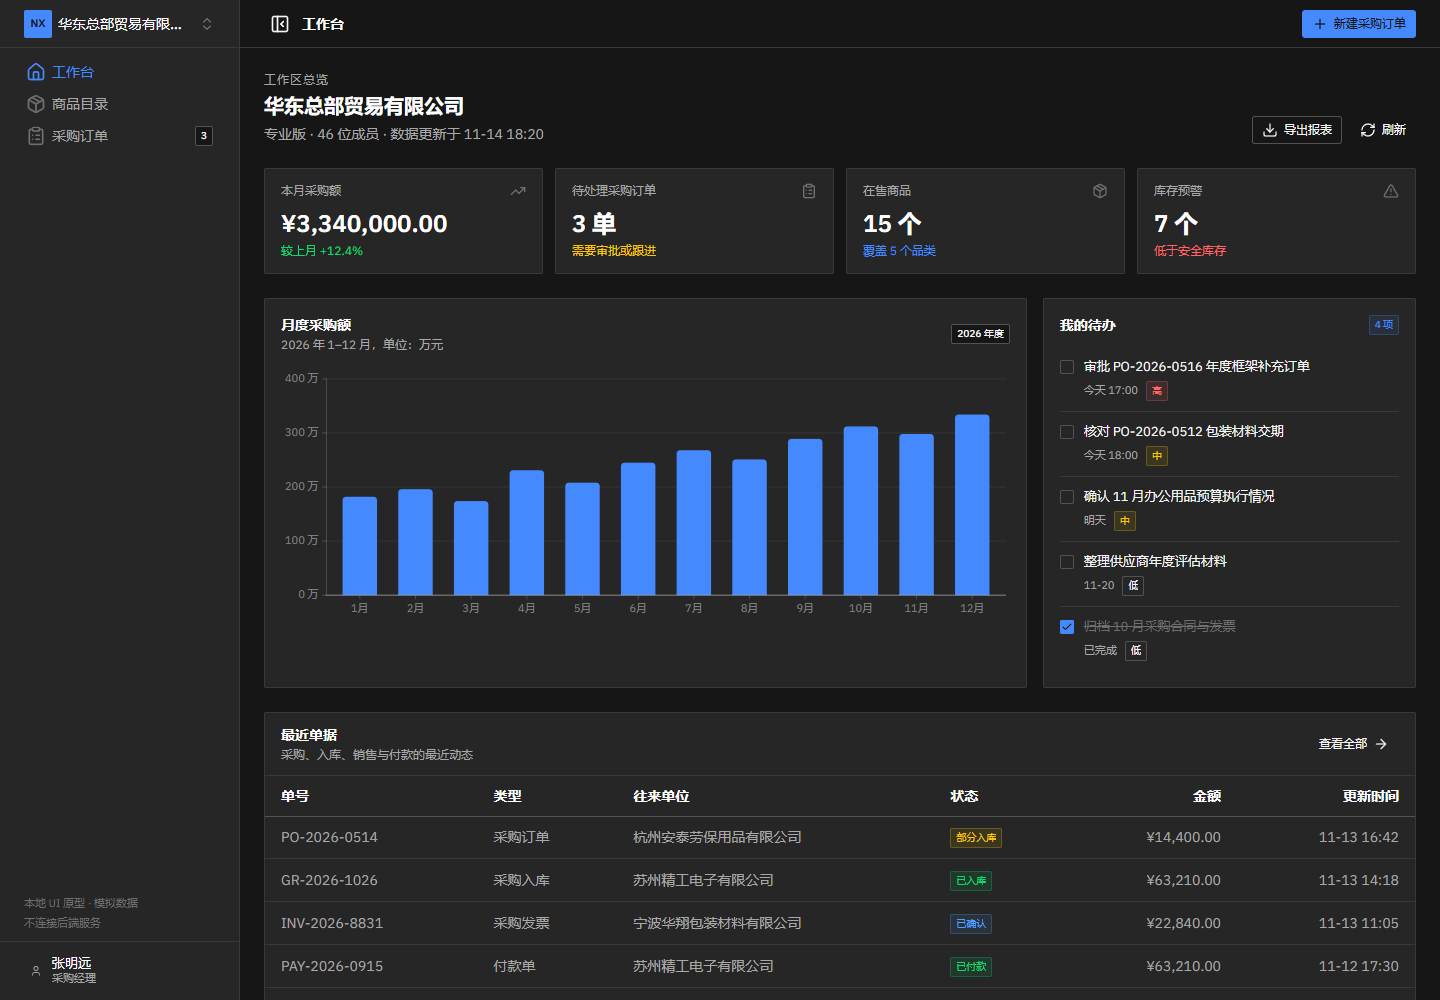 NX 华东总部贸易有限...
工作台
商品目录
采购订单 3
本地 UI 原型 · 模拟数据
不连接后端服务
张明远
采购经理
工作台
新建采购订单
工作区总览
华东总部贸易有限公司
专业版 · 46 位成员 · 数据更新于 11-14 18:20
导出报表
刷新
本月采购额
¥3,340,000.00
较上月 +12.4%
待处理采购订单
3 单
需要审批或跟进
在售商品
15 个
覆盖 5 个品类
库存预警
7 个
低于安全库存
月度采购额
2026 年 1–12 月，单位：万元
2026 年度
400 万
300 万
200 万
100 万
0 万
1月 2月 3月 4月 5月 6月 7月 8月 9月 10月 11月 12月
我的待办
4 项
审批 PO-2026-0516 年度框架补充订单
今天 17:00 高
核对 PO-2026-0512 包装材料交期
今天 18:00 中
确认 11 月办公用品预算执行情况
明天 中
整理供应商年度评估材料
11-20 低
归档 10 月采购合同与发票
已完成 低
最近单据
采购、入库、销售与付款的最近动态
查看全部
单号 类型 往来单位 状态 金额 更新时间
PO-2026-0514 采购订单 杭州安泰劳保用品有限公司 部分入库 ¥14,400.00 11-13 16:42
GR-2026-1026 采购入库 苏州精工电子有限公司 已入库 ¥63,210.00 11-13 14:18
INV-2026-8831 采购发票 宁波华翔包装材料有限公司 已确认 ¥22,840.00 11-13 11:05
PAY-2026-0915 付款单 苏州精工电子有限公司 已付款 ¥63,210.00 11-12 17:30